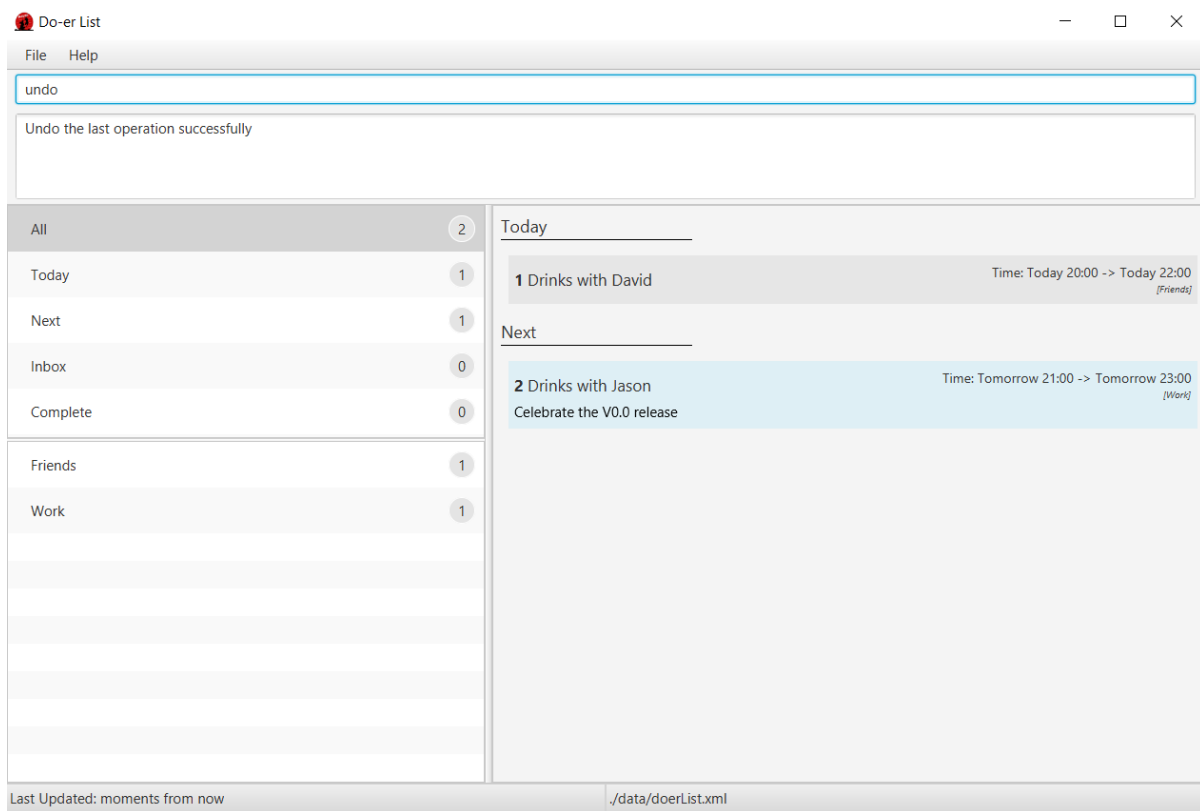 Do-er List
File Help
undo
Undo the last operation successfully
All 2
Today 1
Next 1
Inbox 0
Complete 0
Friends 1
Work 1
Today
1 Drinks with David
Time: Today 20:00 -> Today 22:00
[Friends]
Next
2 Drinks with Jason
Time: Tomorrow 21:00 -> Tomorrow 23:00
[Work]
Celebrate the V0.0 release
Last Updated: moments from now
./data/doerList.xml